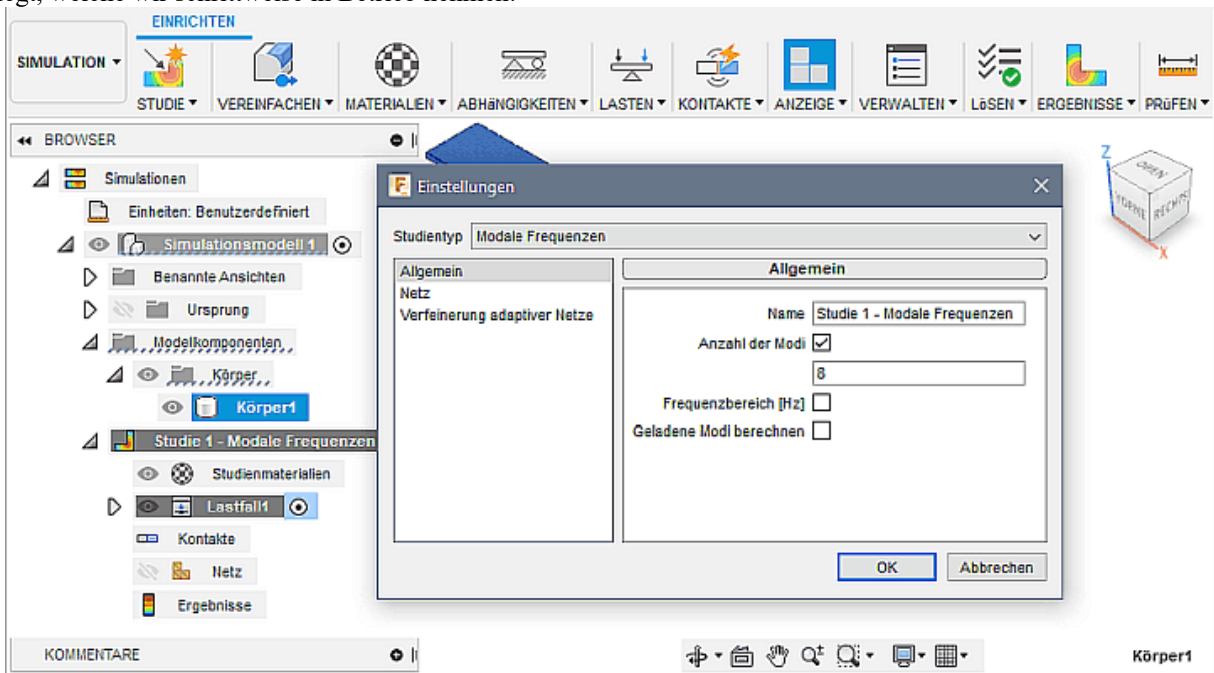 EINRICHTEN
SIMULATION
STUDIE VEREINFACHEN MATERIALIEN ABHäNGIGKEITEN LASTEN KONTAKTE ANZEIGE VERWALTEN LöSEN ERGEBNISSE PRüFEN
BROWSER
Simulationen
Einheiten: Benutzerdefiniert
Simulationsmodell 1
Benannte Ansichten
Ursprung
Modellkomponenten
Körper
Körper1
Studie 1 - Modale Frequenzen
Studienmaterialien
Lastfall1
Kontakte
Netz
Ergebnisse
Einstellungen
Studientyp Modale Frequenzen
Allgemein
Netz
Verfeinerung adaptiver Netze
Allgemein
Name Studie 1 - Modale Frequenzen
Anzahl der Modi
8
Frequenzbereich [Hz]
Geladene Modi berechnen
OK Abbrechen
Z
OBEN
VORNE
RECHTS
X
KOMMENTARE
Körper1